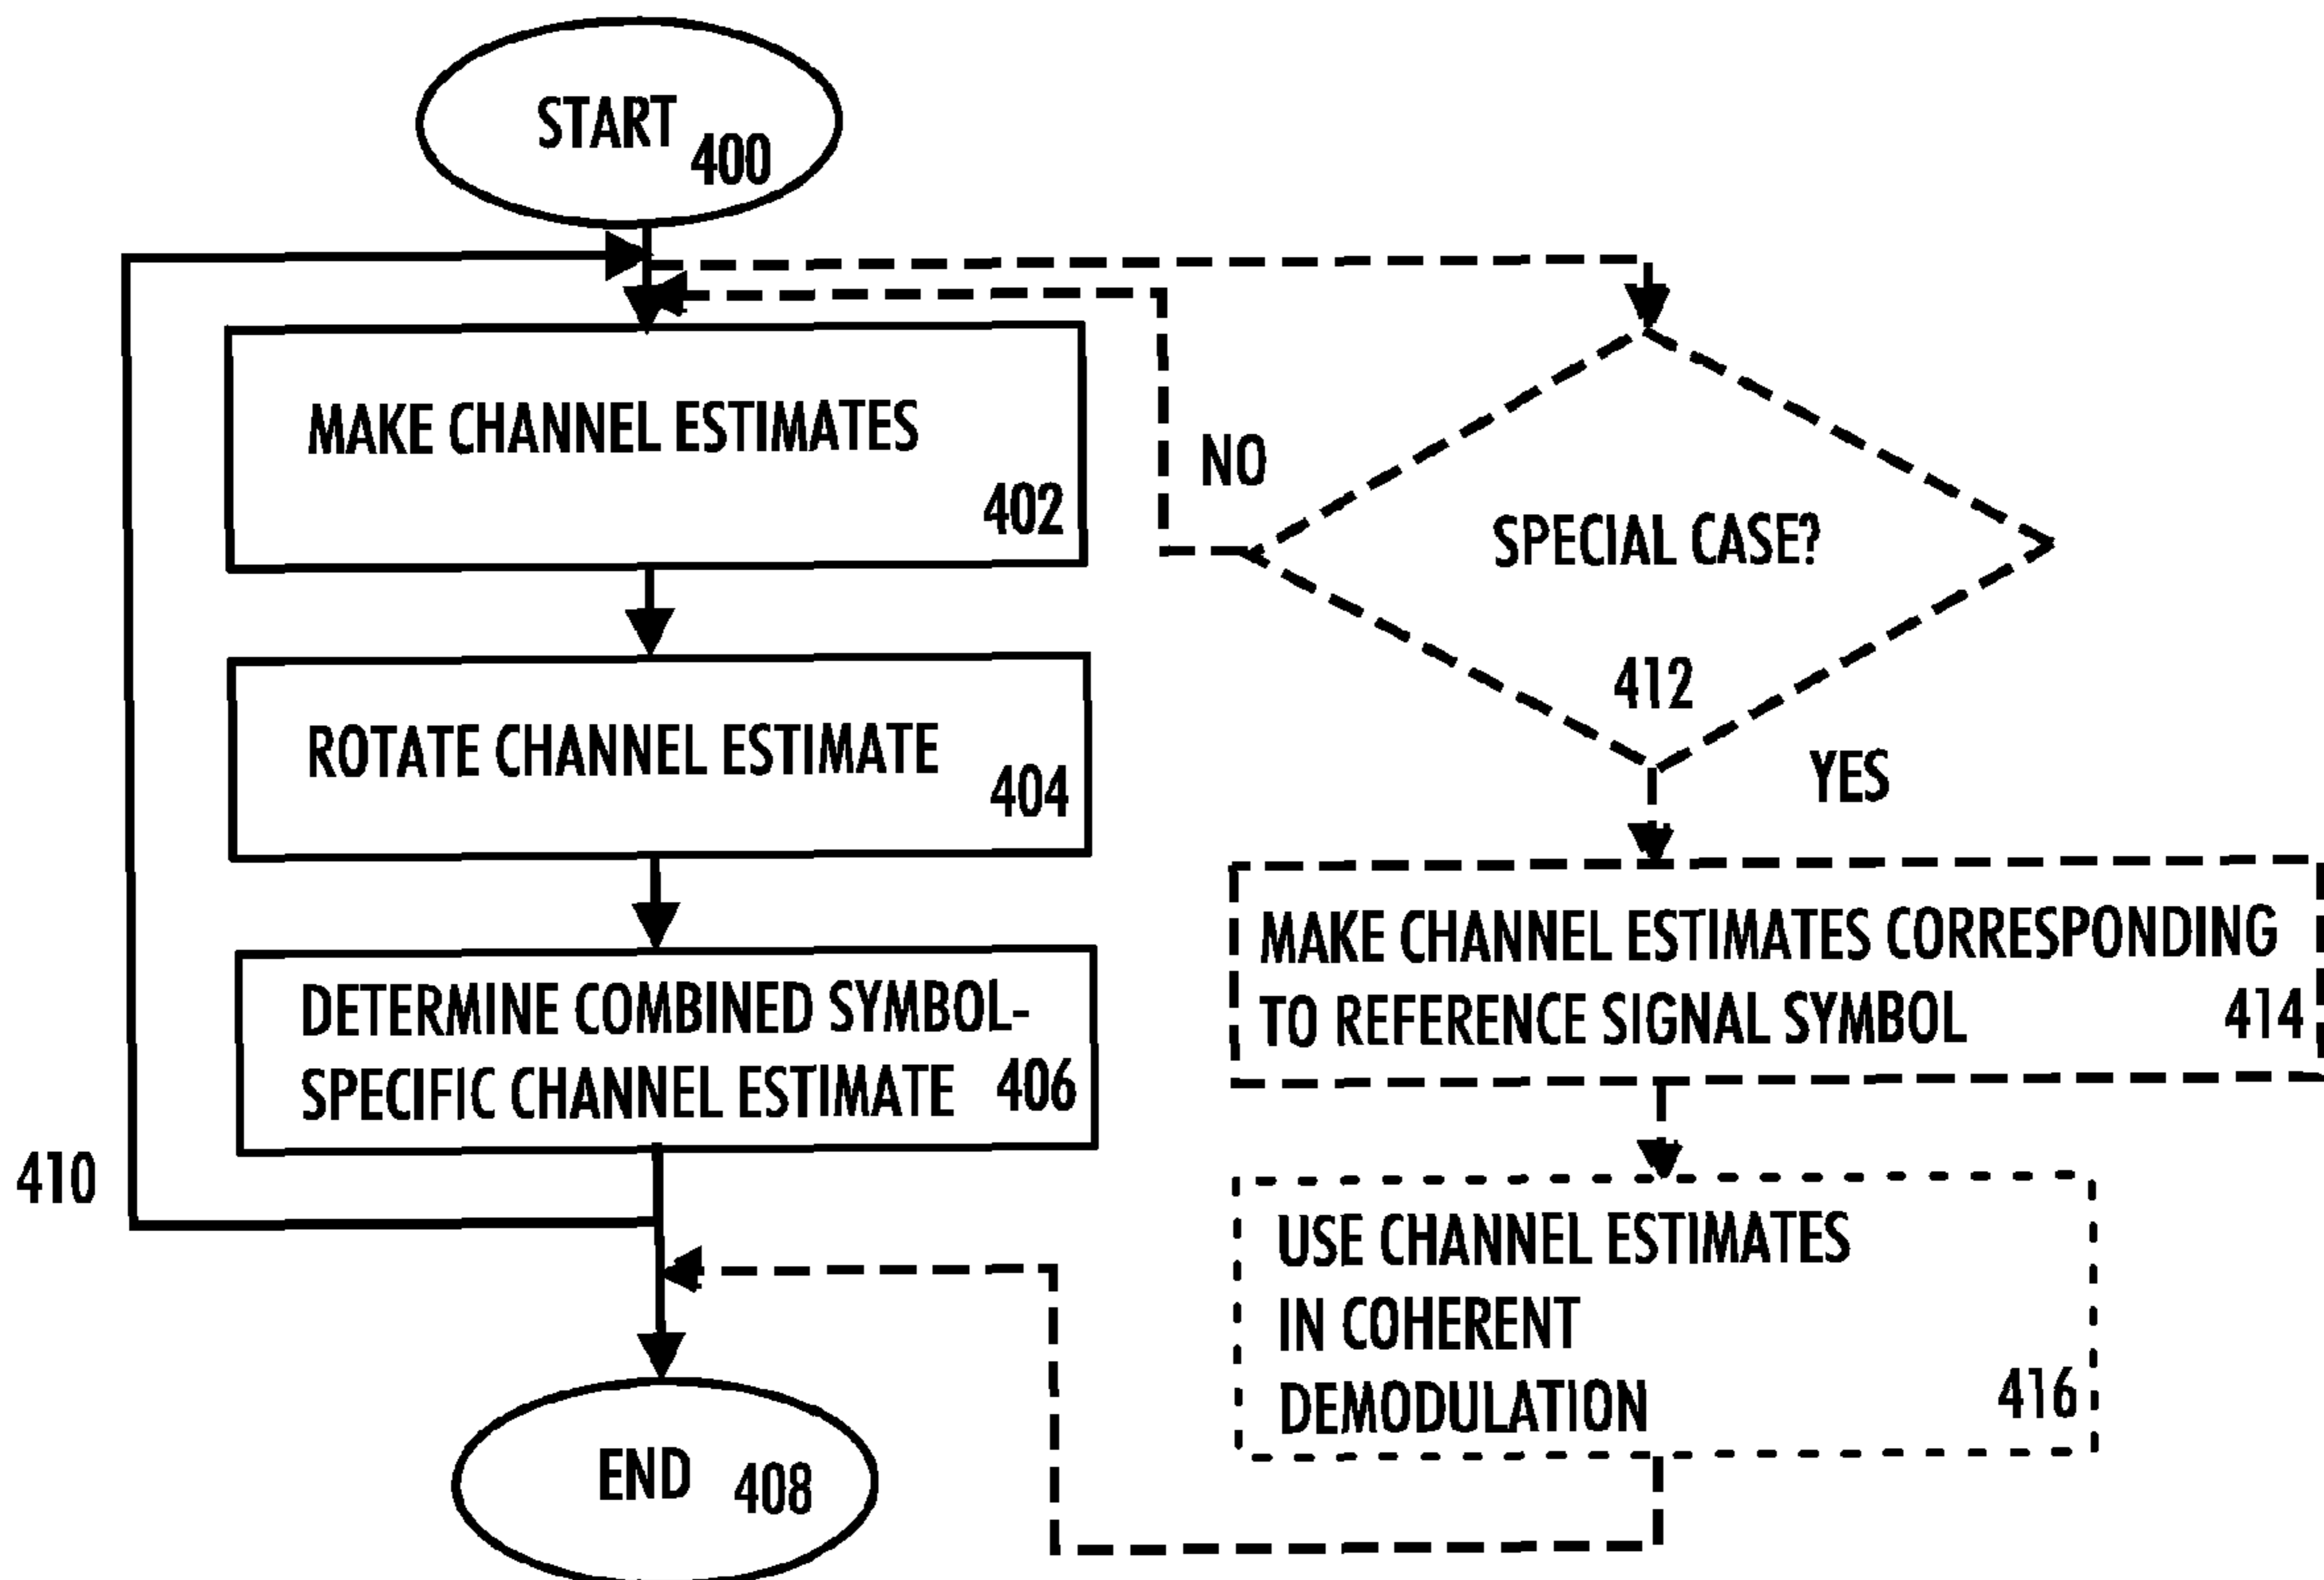 START 400
MAKE CHANNEL ESTIMATES
402
ROTATE CHANNEL ESTIMATE
404
DETERMINE COMBINED SYMBOL-
SPECIFIC CHANNEL ESTIMATE 406
410
END 408
NO
SPECIAL CASE?
412
YES
MAKE CHANNEL ESTIMATES CORRESPONDING
TO REFERENCE SIGNAL SYMBOL 414
USE CHANNEL ESTIMATES
IN COHERENT
DEMODULATION 416